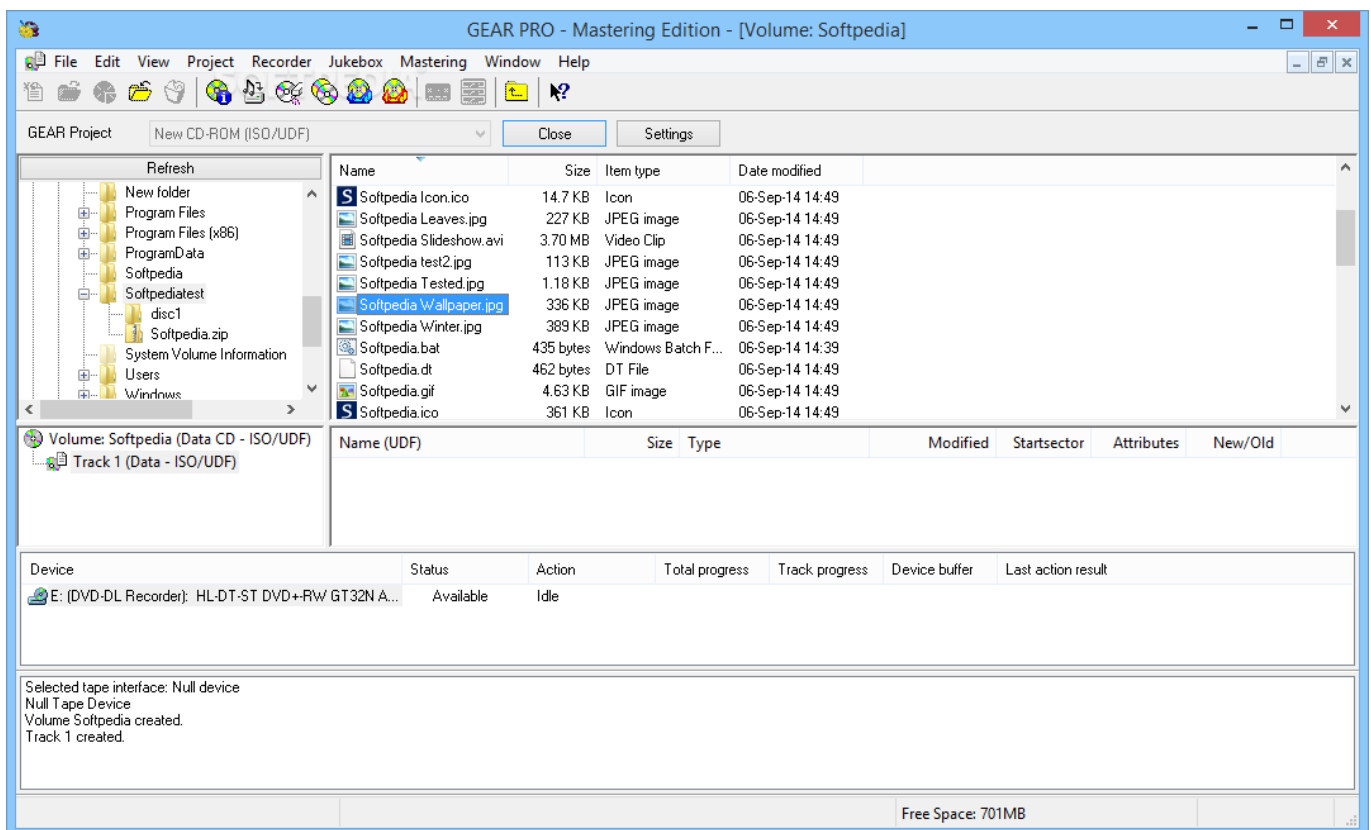 GEAR PRO - Mastering Edition - [Volume: Softpedia]
File Edit View Project Recorder Jukebox Mastering Window Help
GEAR Project New CD-ROM (ISO/UDF) Close Settings
Refresh
New folder
Program Files
Program Files (x86)
ProgramData
Softpedia
Softpediatest
disc1
Softpedia.zip
System Volume Information
Users
Windows
Name Size Item type Date modified
Softpedia Icon.ico 14.7 KB Icon 06-Sep-14 14:49
Softpedia Leaves.jpg 227 KB JPEG image 06-Sep-14 14:49
Softpedia Slideshow.avi 3.70 MB Video Clip 06-Sep-14 14:49
Softpedia test2.jpg 113 KB JPEG image 06-Sep-14 14:49
Softpedia Tested.jpg 1.18 KB JPEG image 06-Sep-14 14:49
Softpedia Wallpaper.jpg 336 KB JPEG image 06-Sep-14 14:49
Softpedia Winter.jpg 389 KB JPEG image 06-Sep-14 14:49
Softpedia.bat 435 bytes Windows Batch F... 06-Sep-14 14:39
Softpedia.dt 462 bytes DT File 06-Sep-14 14:49
Softpedia.gif 4.63 KB GIF image 06-Sep-14 14:49
Softpedia.ico 361 KB Icon 06-Sep-14 14:49
Volume: Softpedia (Data CD - ISO/UDF)
Track 1 (Data - ISO/UDF)
Name (UDF) Size Type Modified Startsector Attributes New/Old
Device Status Action Total progress Track progress Device buffer Last action result
E: (DVD-DL Recorder): HL-DT-ST DVD+-RW GT32N A... Available Idle
Selected tape interface: Null device
Null Tape Device
Volume Softpedia created.
Track 1 created.
Free Space: 701MB